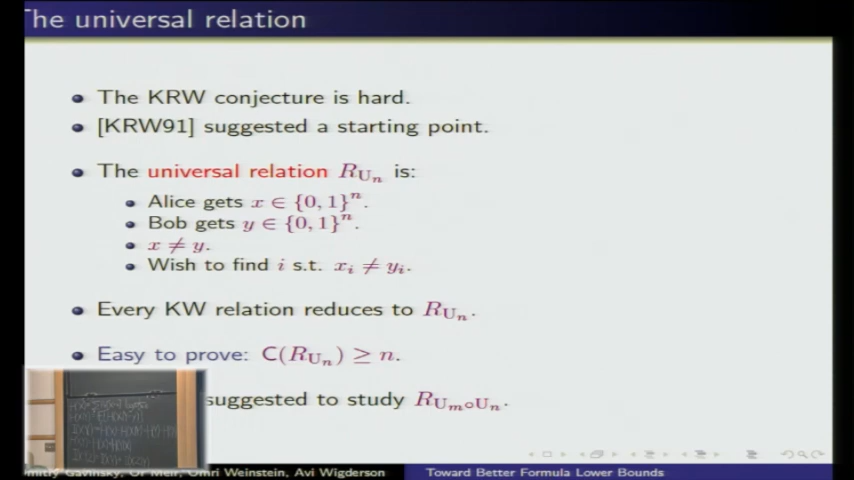 The universal relation
The KRW conjecture is hard.
[KRW91] suggested a starting point.
The universal relation R_{U_n} is:
Alice gets x ∈ {0, 1}^n.
Bob gets y ∈ {0, 1}^n.
x ≠ y.
Wish to find i s.t. x_i ≠ y_i.
Every KW relation reduces to R_{U_n}.
Easy to prove: C(R_{U_n}) ≥ n.
suggested to study R_{U_m∘U_n}.
Gavinsky, Or Meir, Omri Weinstein, Avi Wigderson
Toward Better Formula Lower Bounds